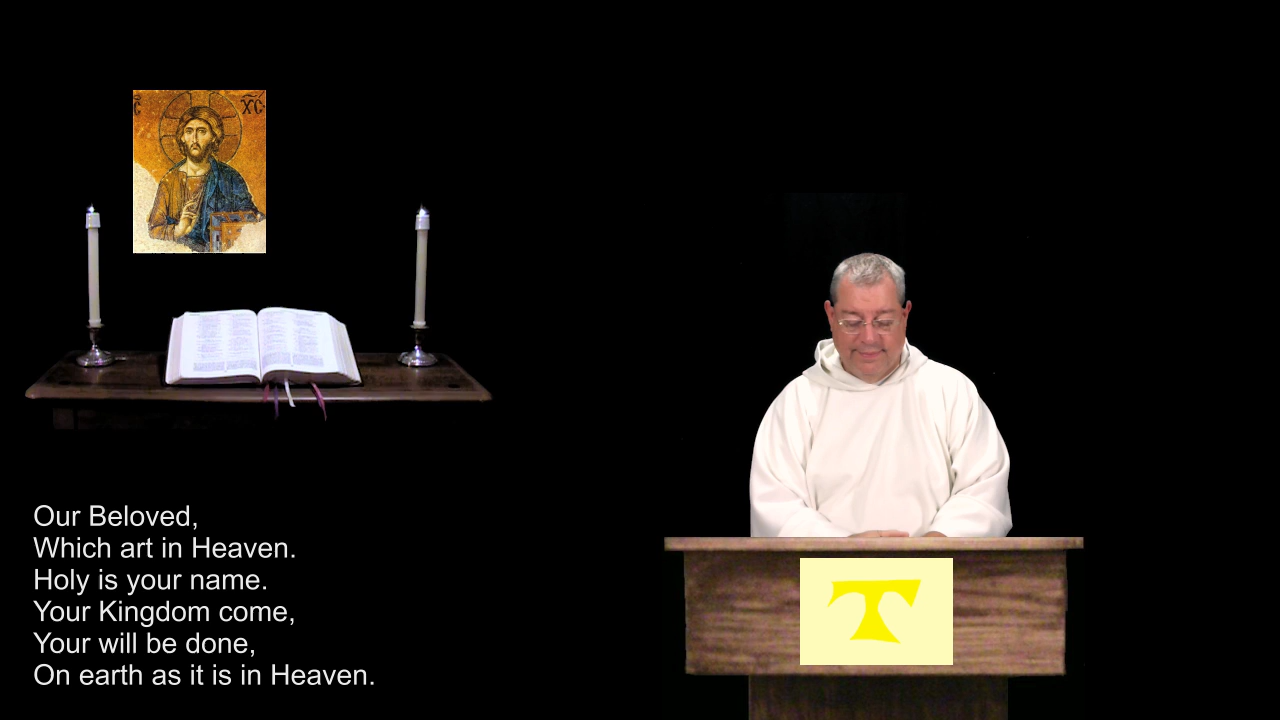 XC
Our Beloved,
Which art in Heaven.
Holy is your name.
Your Kingdom come,
Your will be done,
On earth as it is in Heaven.